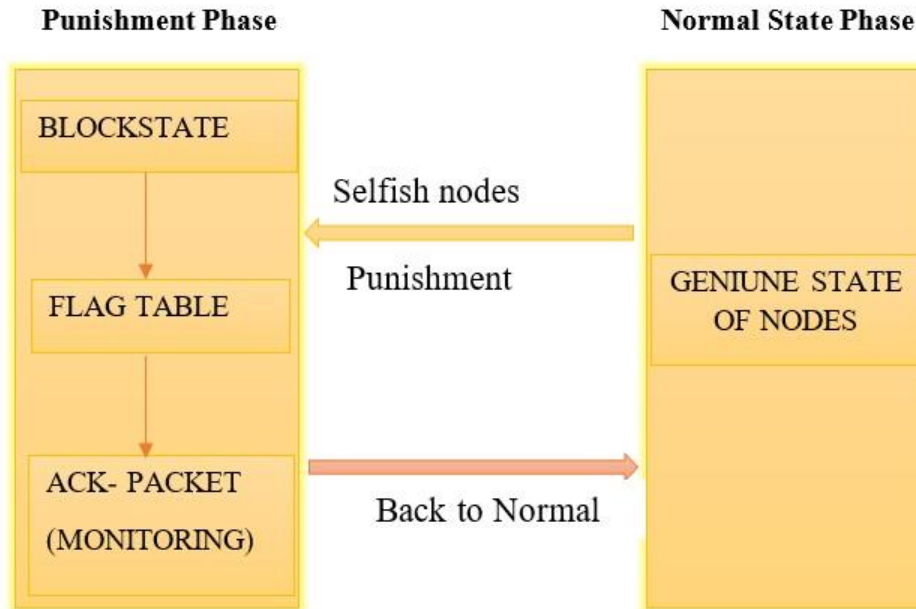 Punishment Phase
Normal State Phase
BLOCKSTATE
FLAG TABLE
ACK- PACKET
(MONITORING)
Selfish nodes
Punishment
Back to Normal
GENIUNE STATE
OF NODES